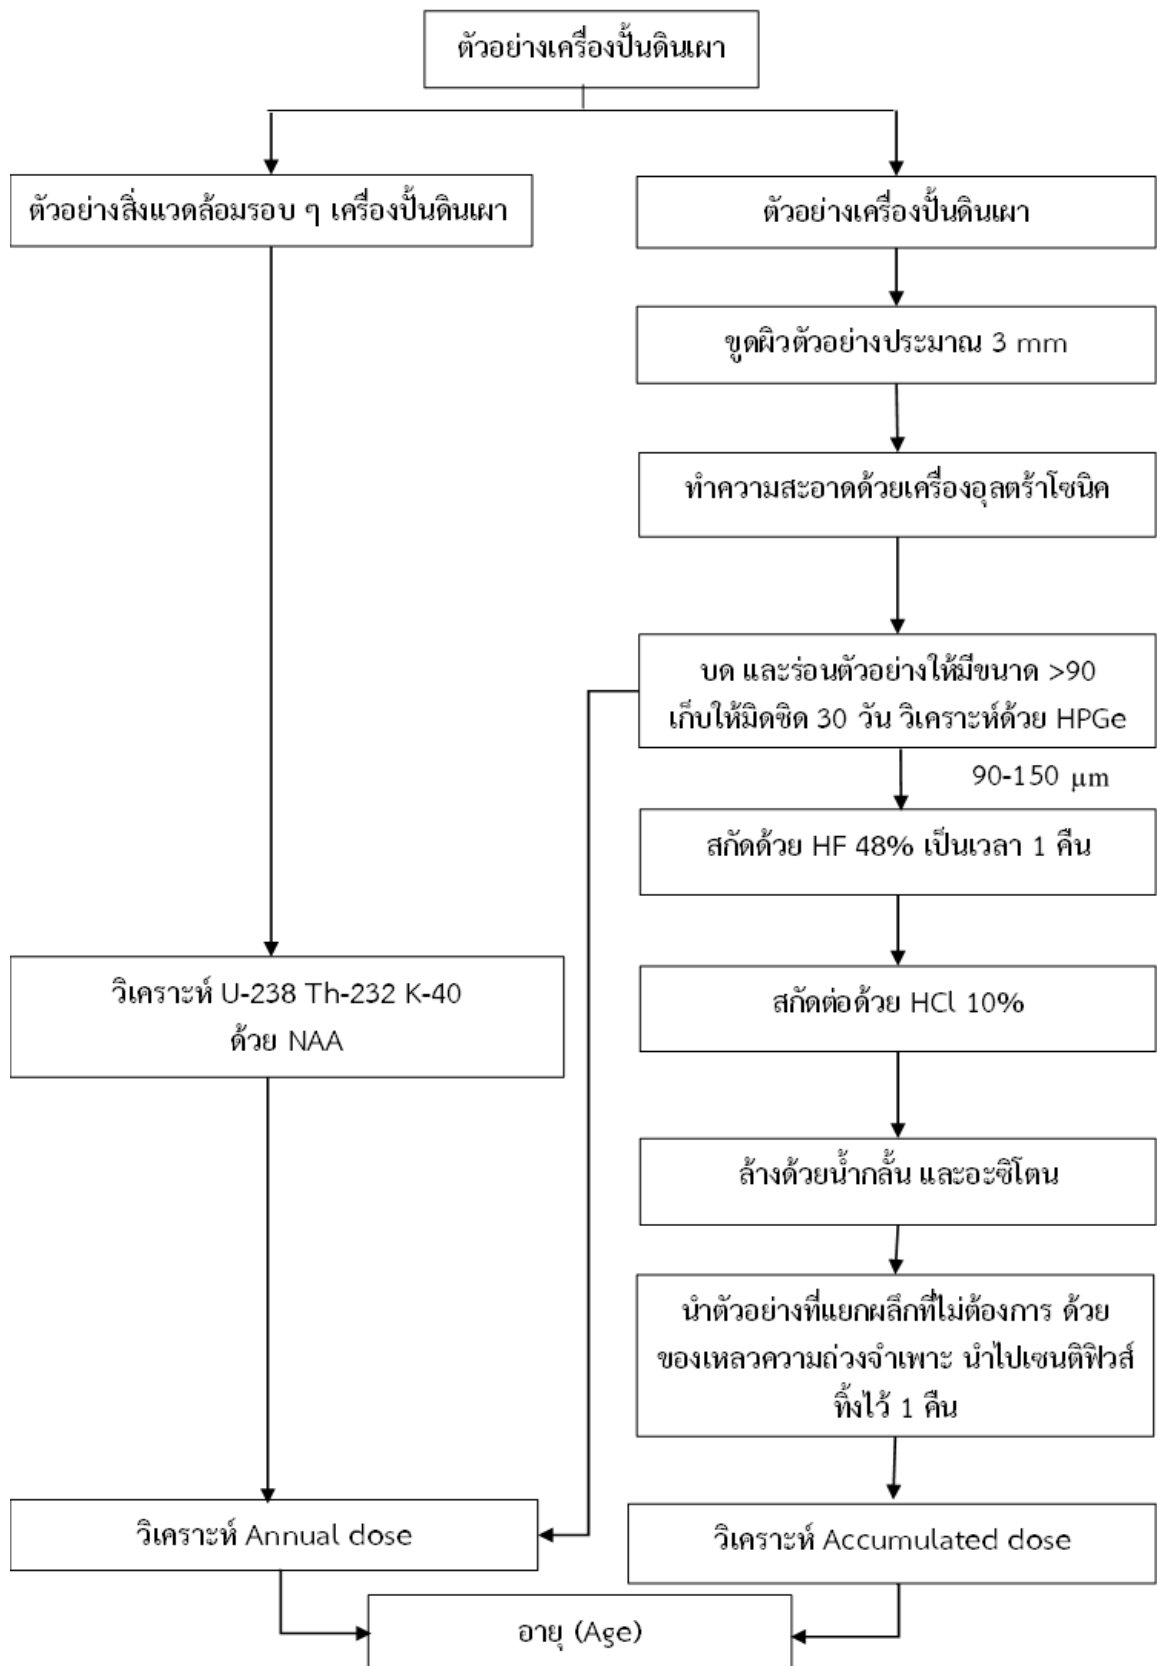 ตัวอย่างเครื่องปั้นดินเผา
ตัวอย่างสิ่งแวดล้อมรอบ ๆ เครื่องปั้นดินเผา
ตัวอย่างเครื่องปั้นดินเผา
ขูดผิวตัวอย่างประมาณ 3 mm
ทำความสะอาดด้วยเครื่องอุลตร้าโซนิค
บด และร่อนตัวอย่างให้มีขนาด >90
เก็บให้มิดชิด 30 วัน วิเคราะห์ด้วย HPGe
90-150 μm
สกัดด้วย HF 48% เป็นเวลา 1 คืน
วิเคราะห์ U-238 Th-232 K-40
ด้วย NAA
สกัดต่อด้วย HCl 10%
ล้างด้วยน้ำกลั้น และอะซิโตน
นำตัวอย่างที่แยกผลึกที่ไม่ต้องการ ด้วย
ของเหลวความถ่วงจำเพาะ นำไปเซนติฟิวส์
ทิ้งไว้ 1 คืน
วิเคราะห์ Annual dose
วิเคราะห์ Accumulated dose
อายุ (Age)